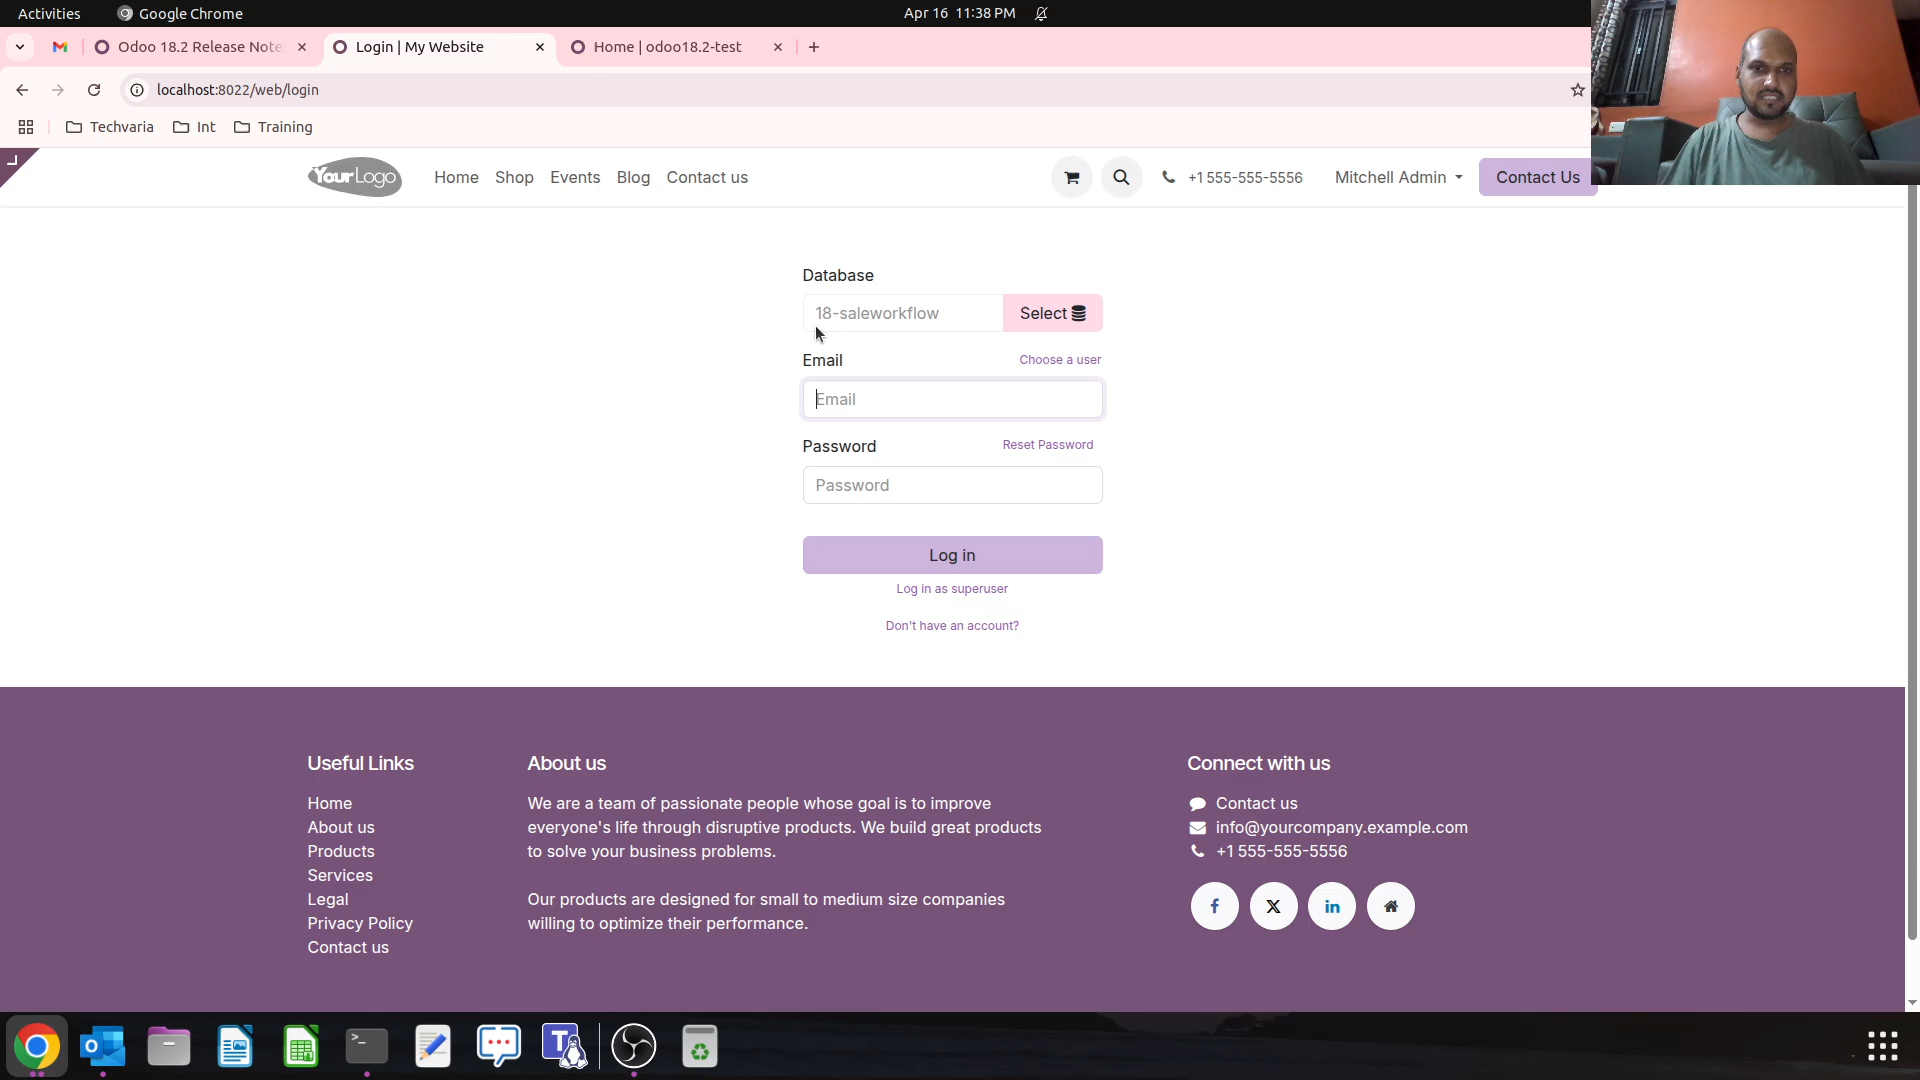 Activities
Google Chrome
Apr 16 11:38 PM
Odoo 18.2 Release Note
Login | My Website
Home | odoo18.2-test
localhost:8022/web/login
Techvaria
Int
Training
YourLogo
Home
Shop
Events
Blog
Contact us
+1 555-555-5556
Mitchell Admin
Contact Us
Database
18-saleworkflow
Select
Email
Choose a user
Email
Password
Reset Password
Password
Log in
Log in as superuser
Don't have an account?
Useful Links
Home
About us
Products
Services
Legal
Privacy Policy
Contact us
About us
We are a team of passionate people whose goal is to improve
everyone's life through disruptive products. We build great products
to solve your business problems.
Our products are designed for small to medium size companies
willing to optimize their performance.
Connect with us
Contact us
info@yourcompany.example.com
+1 555-555-5556